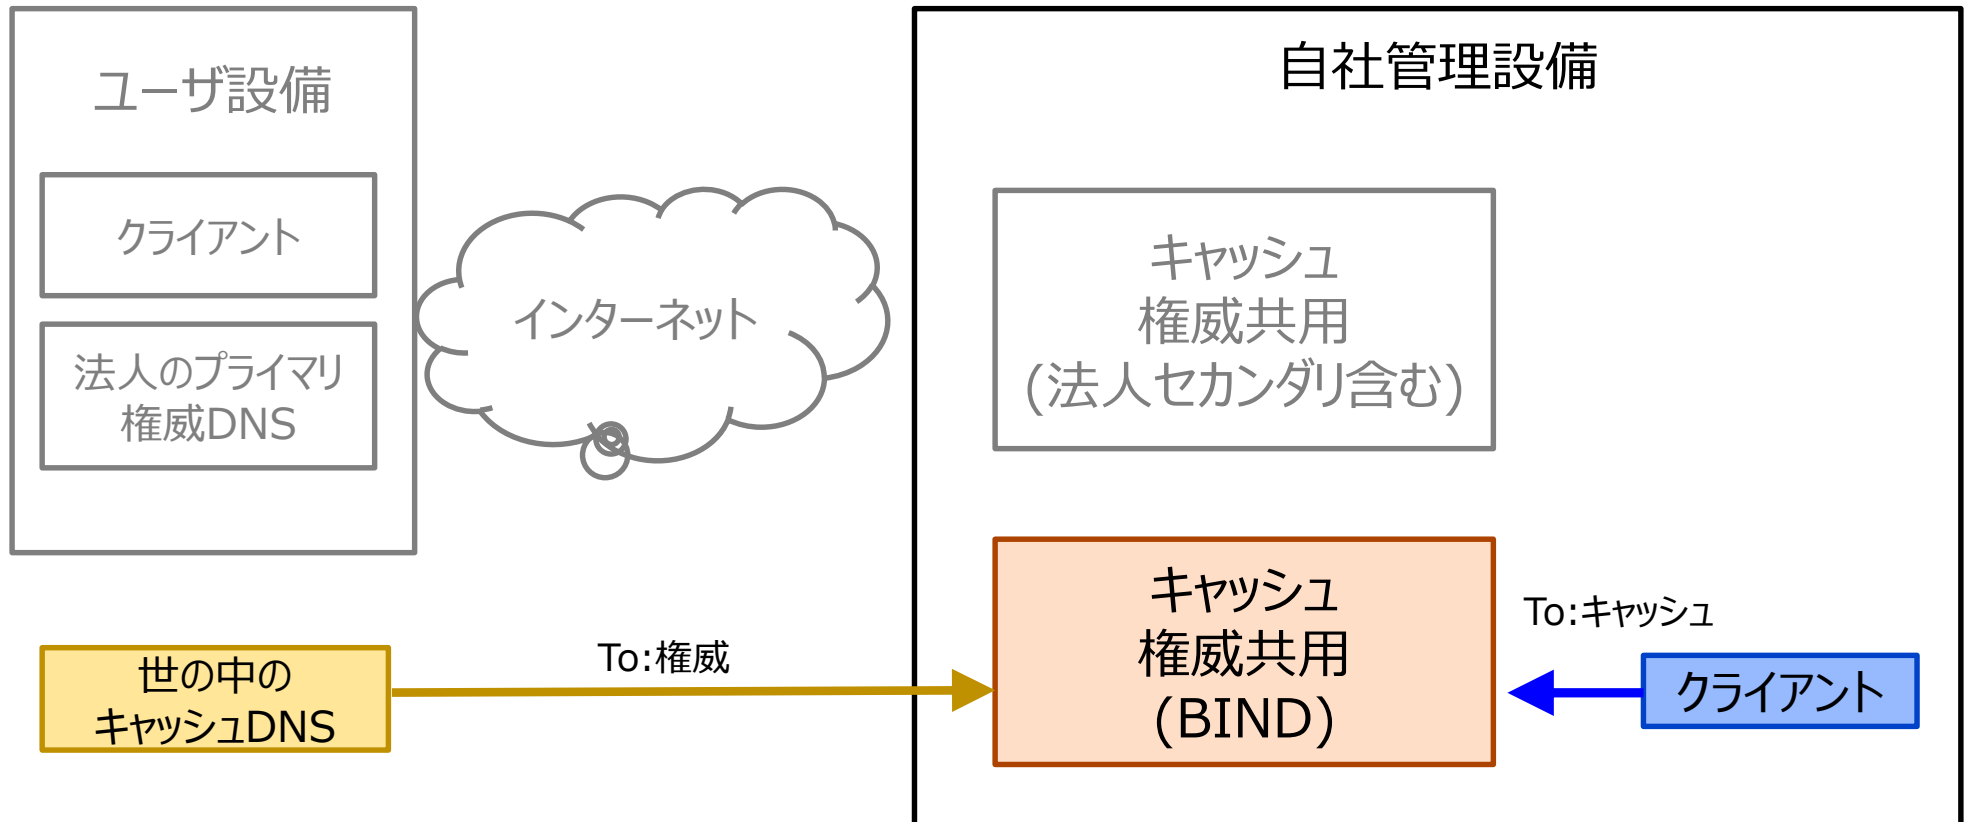 ユーザ設備
クライアント
法人のプライマリ
権威DNS
インターネット
自社管理設備
キャッシュ
権威共用
(法人セカンダリ含む)
世の中の
キャッシュDNS
To:権威
キャッシュ
権威共用
(BIND)
To:キャッシュ
クライアント